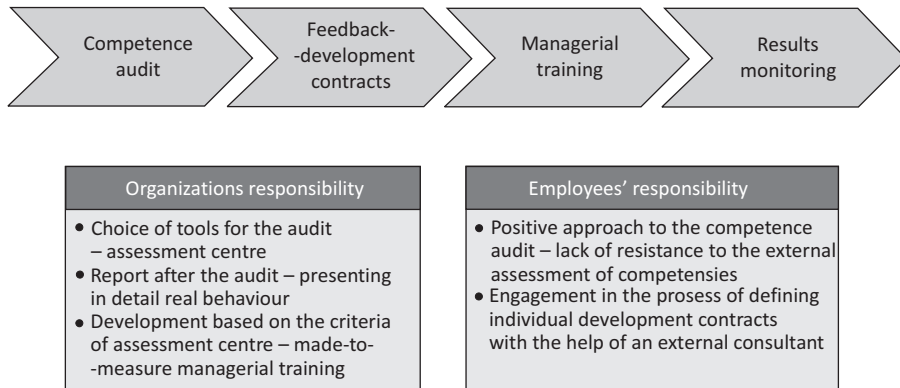 Competence
audit
Feedback-
-development
contracts
Managerial
training
Results
monitoring
Organizations responsibility
• Choice of tools for the audit
– assessment centre
• Report after the audit – presenting
in detail real behaviour
• Development based on the criteria
of assessment centre – made-to-
-measure managerial training
Employees’ responsibility
• Positive approach to the competence
audit – lack of resistance to the external
assessment of competensies
• Engagement in the prosess of defining
individual development contracts
with the help of an external consultant